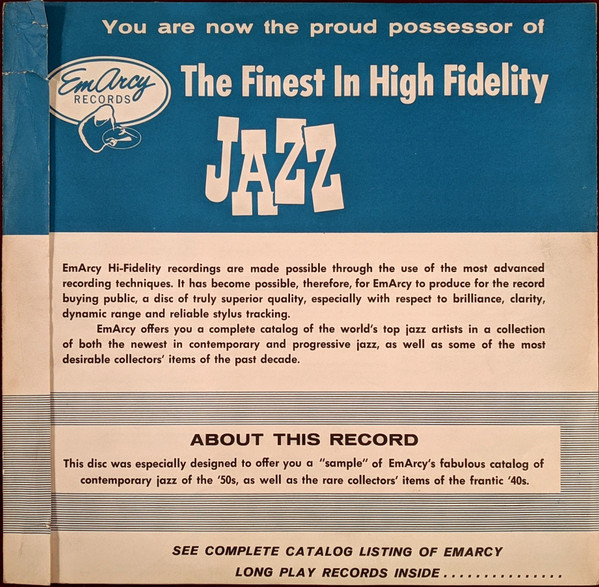 You are now the proud possessor of
EmArcy
RECORDS
The Finest In High Fidelity
JAZZ
EmArcy Hi-Fidelity recordings are made possible through the use of the most advanced
recording techniques. It has become possible, therefore, for EmArcy to produce for the record
buying public, a disc of truly superior quality, especially with respect to brilliance, clarity,
dynamic range and reliable stylus tracking.
EmArcy offers you a complete catalog of the world's top jazz artists in a collection
of both the newest in contemporary and progressive jazz, as well as some of the most
desirable collectors' items of the past decade.
ABOUT THIS RECORD
This disc was especially designed to offer you a "sample" of EmArcy's fabulous catalog of
contemporary jazz of the '50s, as well as the rare collectors' items of the frantic '40s.
SEE COMPLETE CATALOG LISTING OF EMARCY
LONG PLAY RECORDS INSIDE...............